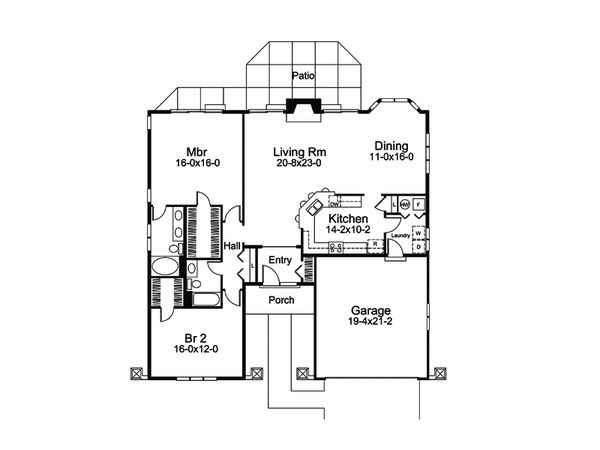 Patio
Mbr
16-0x16-0
Living Rm
20-8x23-0
Dining
11-0x16-0
DW
L
HW
F
Kitchen
14-2x10-2
Laundry
W
D
R
Hall
L
Entry
Porch
Garage
19-4x21-2
Br 2
16-0x12-0